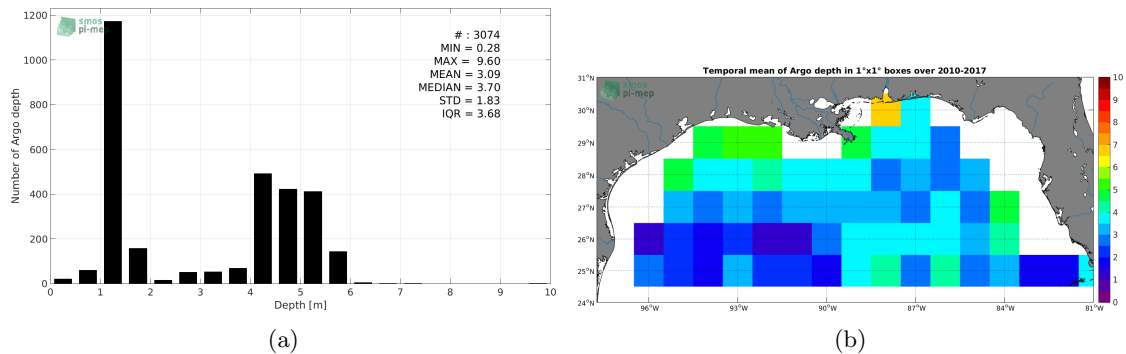 smos
pi-mep
1200
1000
800
600
400
200
0
Number of Argo depth
# : 3074
MIN = 0.28
MAX = 9.60
MEAN = 3.09
MEDIAN = 3.70
STD = 1.83
IQR = 3.68
0 1 2 3 4 5 6 7 8 9 10
Depth [m]
(a)
Temporal mean of Argo depth in 1°x1° boxes over 2010-2017
smos
pi-mep
31°N
30°N
29°N
28°N
27°N
26°N
25°N
24°N
96°W 93°W 90°W 87°W 84°W 81°W
10
9
8
7
6
5
4
3
2
1
0
(b)